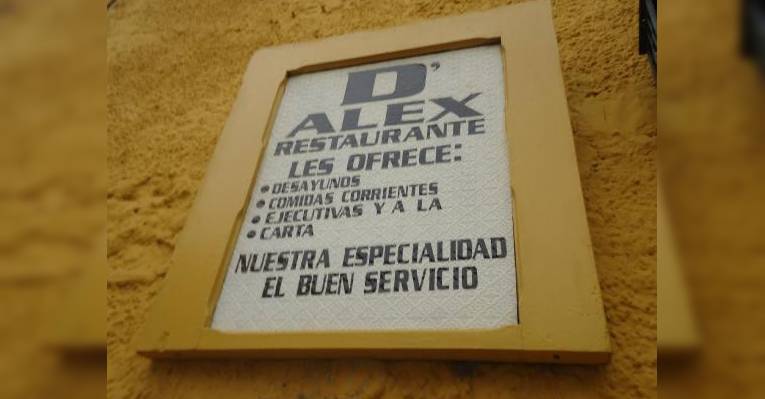 D'
ALEX
RESTAURANTE
LES OFRECE:
• DESAYUNOS
• COMIDAS CORRIENTES
• EJECUTIVAS Y A LA
• CARTA
NUESTRA ESPECIALIDAD
EL BUEN SERVICIO